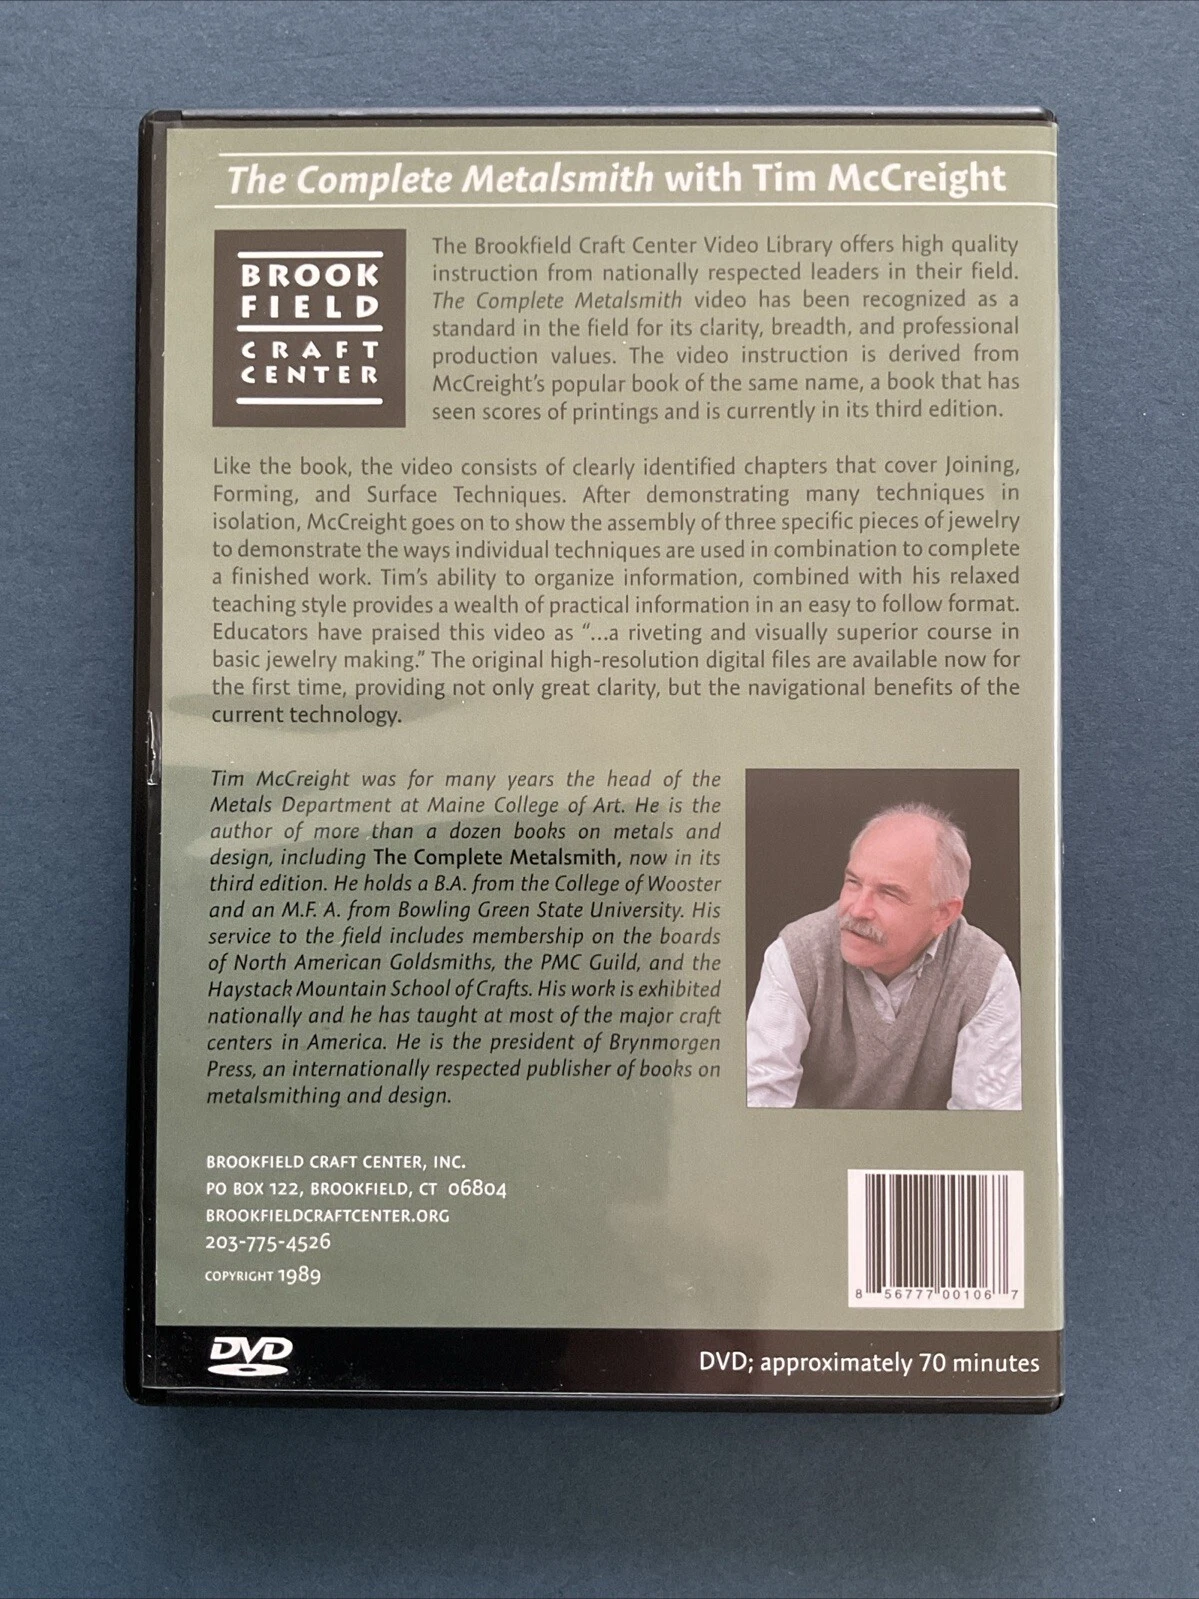 The Complete Metalsmith with Tim McCreight
BROOK
FIELD
CRAFT
CENTER
The Brookfield Craft Center Video Library offers high quality
instruction from nationally respected leaders in their field.
The Complete Metalsmith video has been recognized as a
standard in the field for its clarity, breadth, and professional
production values. The video instruction is derived from
McCreight's popular book of the same name, a book that has
seen scores of printings and is currently in its third edition.
Like the book, the video consists of clearly identified chapters that cover Joining,
Forming, and Surface Techniques. After demonstrating many techniques in
isolation, McCreight goes on to show the assembly of three specific pieces of jewelry
to demonstrate the ways individual techniques are used in combination to complete
a finished work. Tim's ability to organize information, combined with his relaxed
teaching style provides a wealth of practical information in an easy to follow format.
Educators have praised this video as “...a riveting and visually superior course in
basic jewelry making.” The original high-resolution digital files are available now for
the first time, providing not only great clarity, but the navigational benefits of the
current technology.
Tim McCreight was for many years the head of the
Metals Department at Maine College of Art. He is the
author of more than a dozen books on metals and
design, including The Complete Metalsmith, now in its
third edition. He holds a B.A. from the College of Wooster
and an M.F. A. from Bowling Green State University. His
service to the field includes membership on the boards
of North American Goldsmiths, the PMC Guild, and the
Haystack Mountain School of Crafts. His work is exhibited
nationally and he has taught at most of the major craft
centers in America. He is the president of Brynmorgen
Press, an internationally respected publisher of books on
metalsmithing and design.
BROOKFIELD CRAFT CENTER, INC.
PO BOX 122, BROOKFIELD, CT 06804
BROOKFIELDCRAFTCENTER.ORG
203-775-4526
COPYRIGHT 1989
8 56777 00106 7
DVD
DVD; approximately 70 minutes